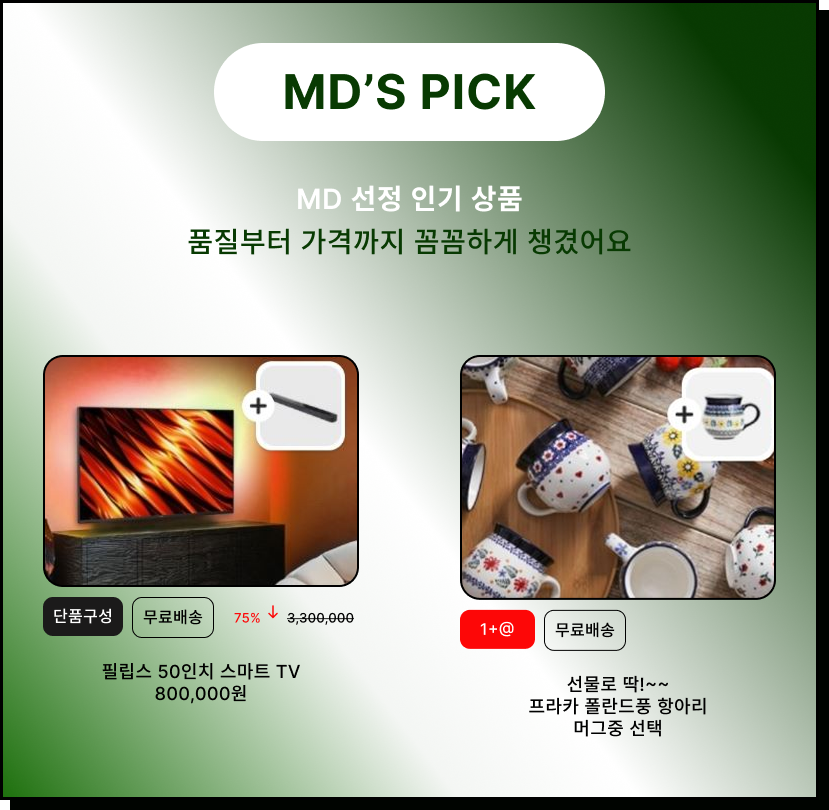 MD’S PICK
MD 선정 인기 상품
품질부터 가격까지 꼼꼼하게 챙겼어요
+
단품구성 무료배송 75% ↓ 3,300,000
필립스 50인치 스마트 TV
800,000원
+
1+@ 무료배송
선물로 딱!~~
프라카 폴란드풍 항아리
머그중 선택